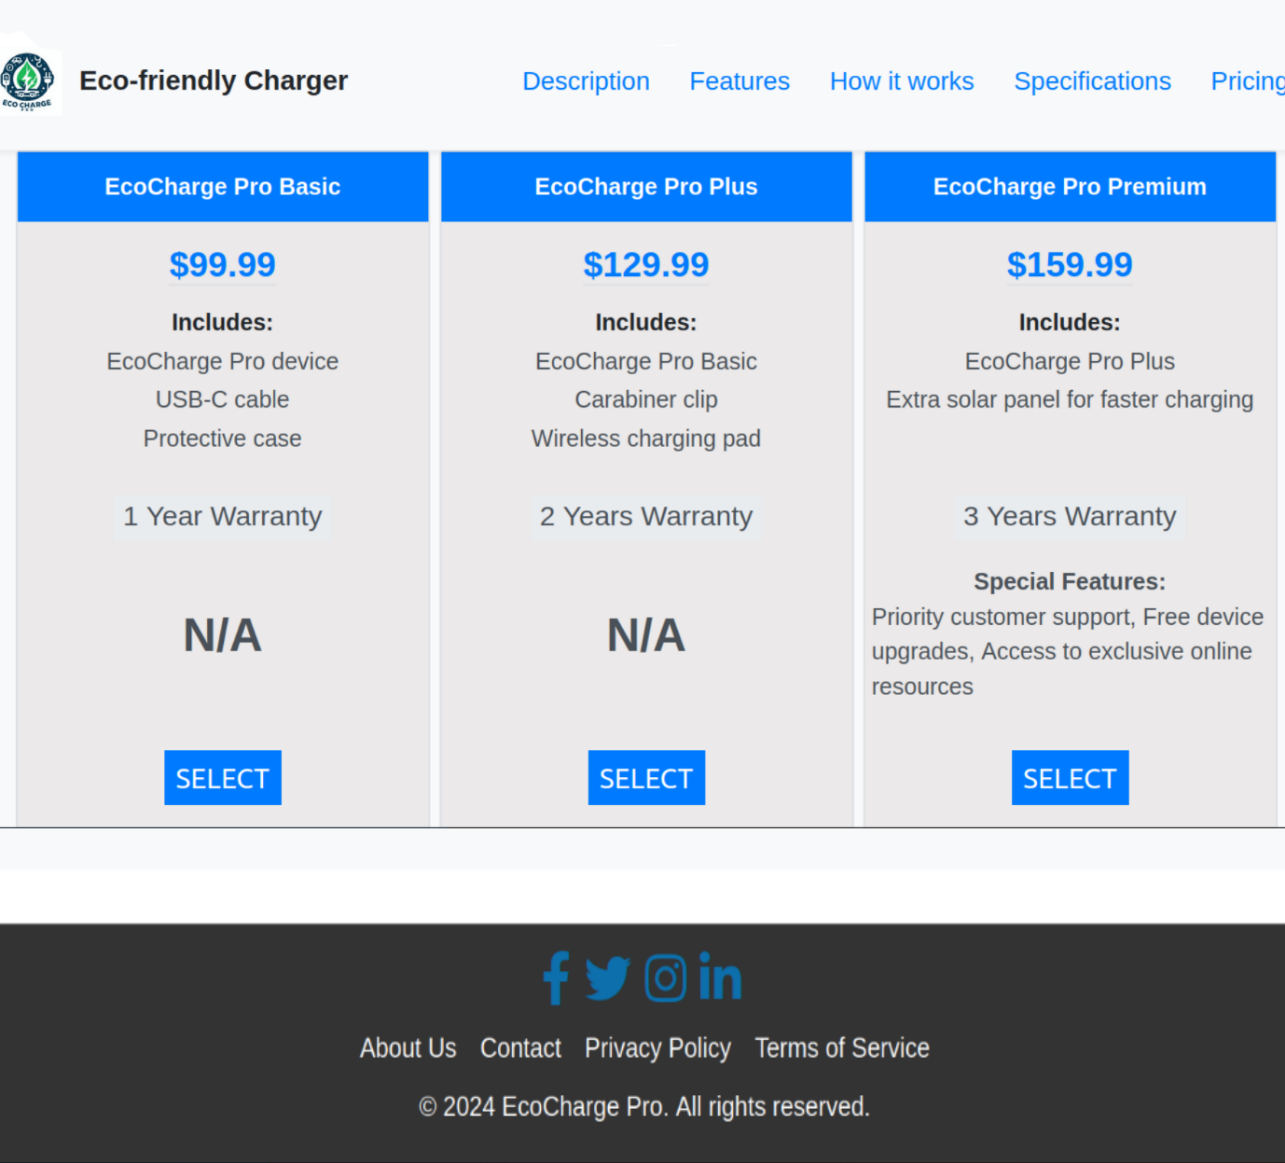 ECO CHARGE
PRO
Eco-friendly Charger
Description Features How it works Specifications Pricing
EcoCharge Pro Basic
$99.99
Includes:
EcoCharge Pro device
USB-C cable
Protective case
1 Year Warranty
N/A
SELECT
EcoCharge Pro Plus
$129.99
Includes:
EcoCharge Pro Basic
Carabiner clip
Wireless charging pad
2 Years Warranty
N/A
SELECT
EcoCharge Pro Premium
$159.99
Includes:
EcoCharge Pro Plus
Extra solar panel for faster charging
3 Years Warranty
Special Features:
Priority customer support, Free device
upgrades, Access to exclusive online
resources
SELECT
About Us Contact Privacy Policy Terms of Service
© 2024 EcoCharge Pro. All rights reserved.